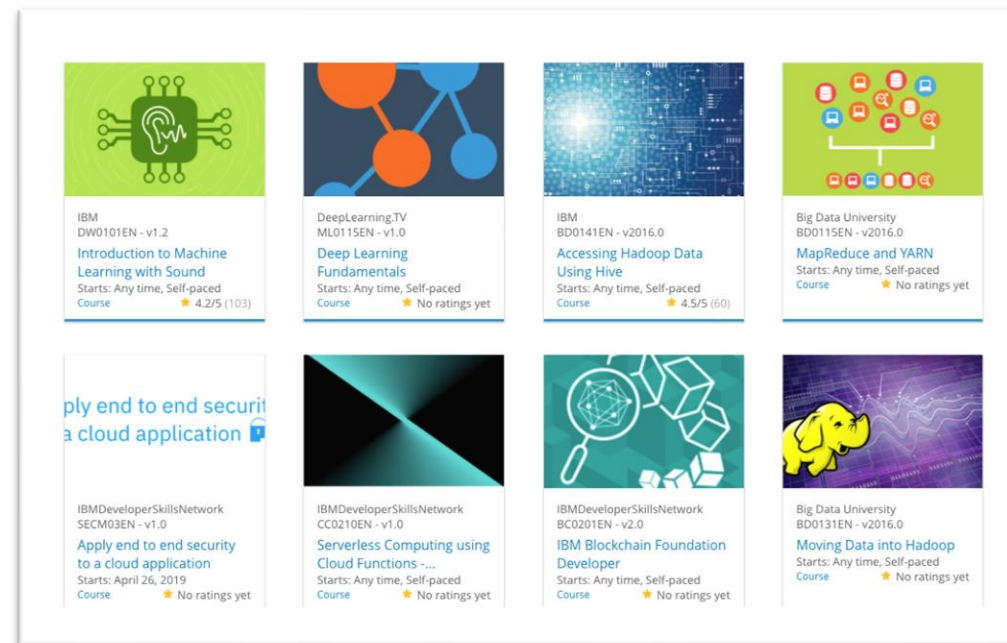 IBM
DW0101EN - v1.2
Introduction to Machine
Learning with Sound
Starts: Any time, Self-paced
Course ★ 4.2/5 (103)
DeepLearning.TV
ML0115EN - v1.0
Deep Learning
Fundamentals
Starts: Any time, Self-paced
Course ★ No ratings yet
IBM
BD0141EN - v2016.0
Accessing Hadoop Data
Using Hive
Starts: Any time, Self-paced
Course ★ 4.5/5 (60)
Big Data University
BD0115EN - v2016.0
MapReduce and YARN
Starts: Any time, Self-paced
Course ★ No ratings yet
ply end to end securit
a cloud application
IBMDeveloperSkillsNetwork
SECM03EN - v1.0
Apply end to end security
to a cloud application
Starts: April 26, 2019
Course ★ No ratings yet
IBMDeveloperSkillsNetwork
CC0210EN - v1.0
Serverless Computing using
Cloud Functions -...
Starts: Any time, Self-paced
Course ★ No ratings yet
IBMDeveloperSkillsNetwork
BC0201EN - v2.0
IBM Blockchain Foundation
Developer
Starts: Any time, Self-paced
Course ★ No ratings yet
Big Data University
BD0131EN - v2016.0
Moving Data into Hadoop
Starts: Any time, Self-paced
Course ★ No ratings yet